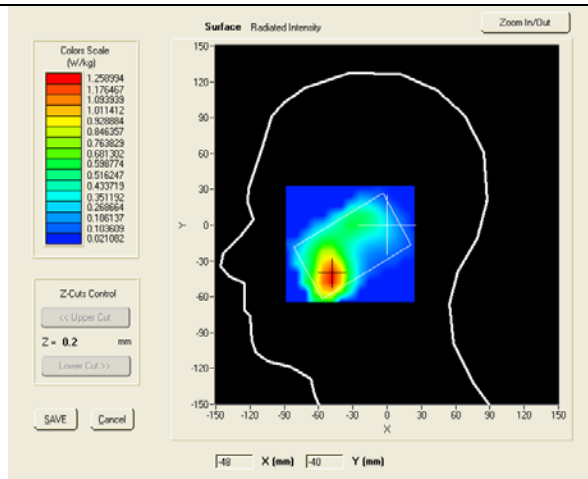 Surface Radiated Intensity
Zoom In/Out
Colors Scale
(W/kg)
1.258994
1.176467
1.093939
1.011412
0.928884
0.846357
0.763829
0.681302
0.598774
0.516247
0.433719
0.351192
0.268664
0.186137
0.103609
0.021082
Z-Cuts Control
<< Upper Cut
Z = 0.2 mm
Lower Cut >>
SAVE Cancel
150-
120-
90-
60-
30-
0-
-30-
-60-
-90-
-120-
-150-
Y
-150 -120 -90 -60 -30 0 30 60 90 120 150
X
-48 X (mm) -40 Y (mm)